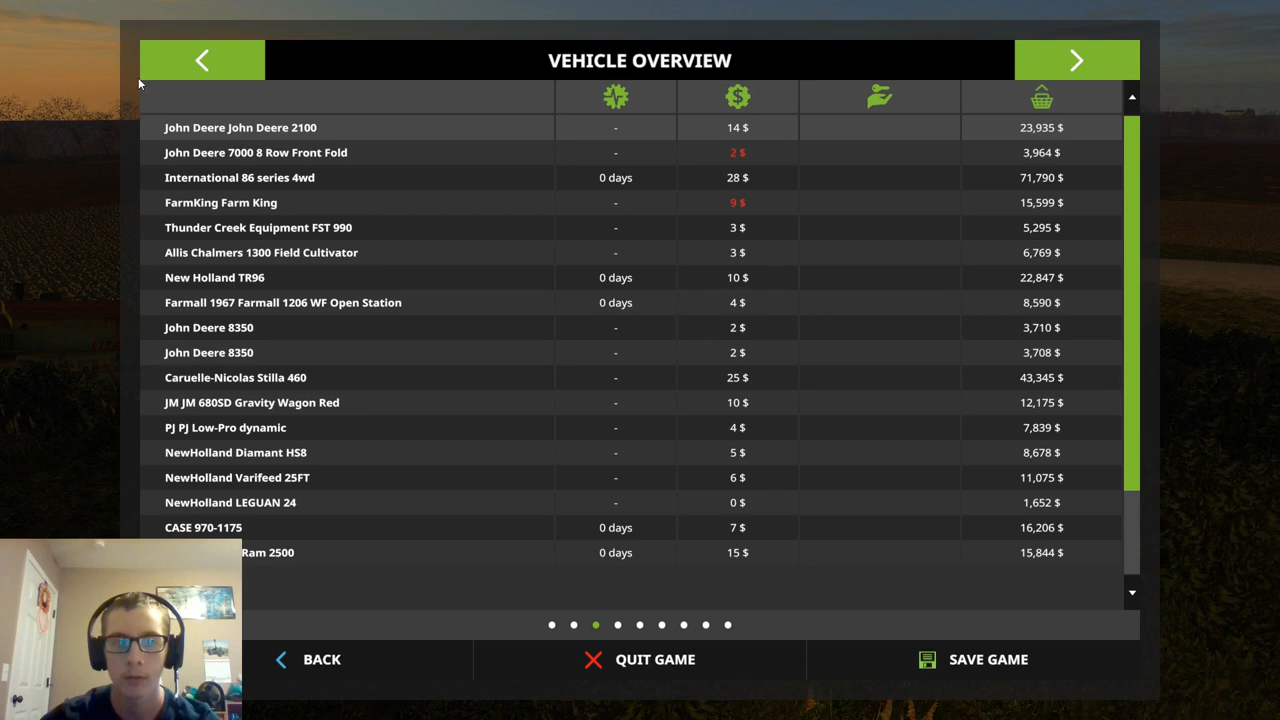 VEHICLE OVERVIEW
John Deere John Deere 2100 - 14 $ 23,935 $
John Deere 7000 8 Row Front Fold - 2 $ 3,964 $
International 86 series 4wd 0 days 28 $ 71,790 $
FarmKing Farm King - 9 $ 15,599 $
Thunder Creek Equipment FST 990 - 3 $ 5,295 $
Allis Chalmers 1300 Field Cultivator - 3 $ 6,769 $
New Holland TR96 0 days 10 $ 22,847 $
Farmall 1967 Farmall 1206 WF Open Station 0 days 4 $ 8,590 $
John Deere 8350 - 2 $ 3,710 $
John Deere 8350 - 2 $ 3,708 $
Caruelle-Nicolas Stilla 460 - 25 $ 43,345 $
JM JM 680SD Gravity Wagon Red - 10 $ 12,175 $
PJ PJ Low-Pro dynamic - 4 $ 7,839 $
NewHolland Diamant HS8 - 5 $ 8,678 $
NewHolland Varifeed 25FT - 6 $ 11,075 $
NewHolland LEGUAN 24 - 0 $ 1,652 $
CASE 970-1175 0 days 7 $ 16,206 $
Ram 2500 0 days 15 $ 15,844 $
BACK QUIT GAME SAVE GAME